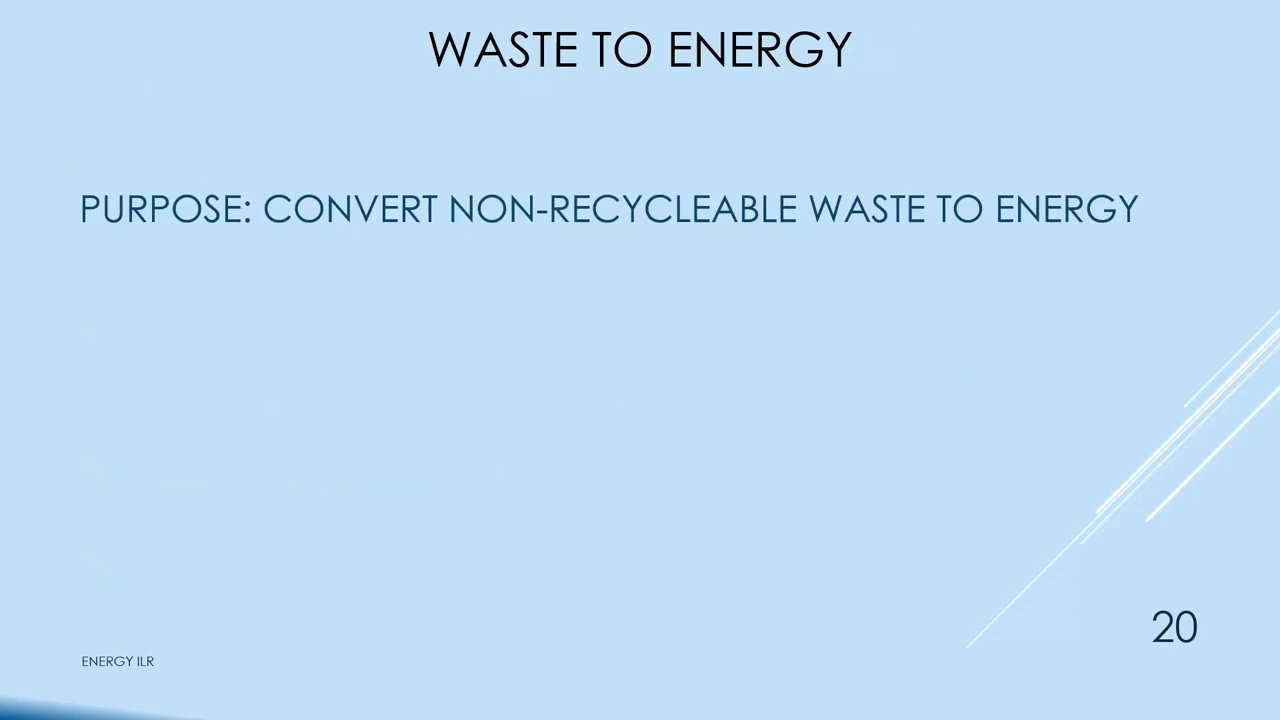 WASTE TO ENERGY
PURPOSE: CONVERT NON-RECYCLEABLE WASTE TO ENERGY
20
ENERGY ILR